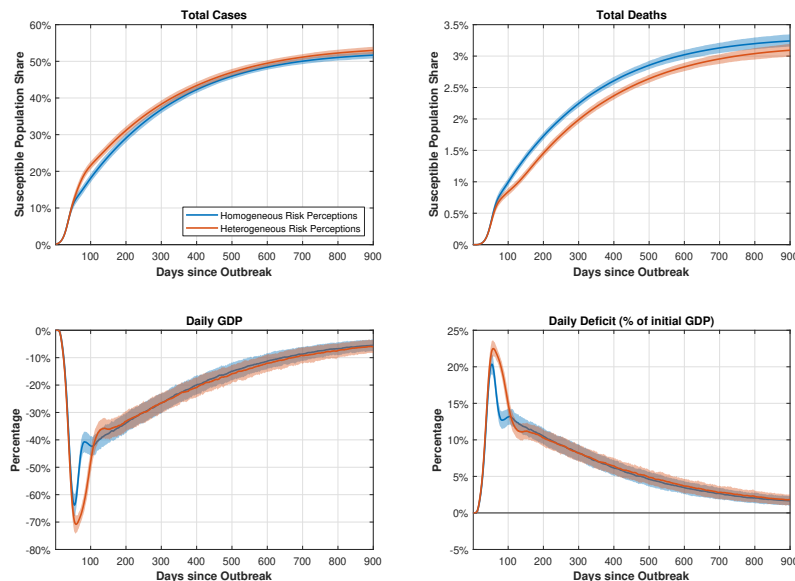 Total Cases
60%
50%
40%
30%
20%
10%
0%
Susceptible Population Share
100 200 300 400 500 600 700 800 900
Days since Outbreak
Homogeneous Risk Perceptions
Heterogeneous Risk Perceptions
Total Deaths
3.5%
3%
2.5%
2%
1.5%
1%
0.5%
0%
Susceptible Population Share
100 200 300 400 500 600 700 800 900
Days since Outbreak
Daily GDP
0%
-10%
-20%
-30%
-40%
-50%
-60%
-70%
-80%
Percentage
100 200 300 400 500 600 700 800 900
Days since Outbreak
Daily Deficit (% of initial GDP)
25%
20%
15%
10%
5%
0%
-5%
Percentage
100 200 300 400 500 600 700 800 900
Days since Outbreak